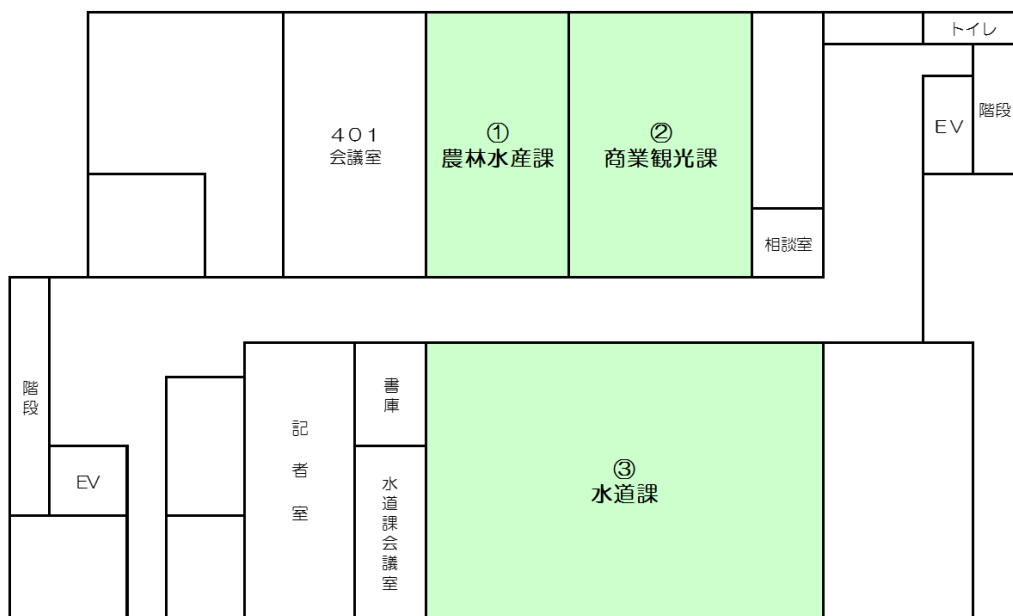 トイレ
階段
EV
401
会議室
①
農林水産課
②
商業観光課
相談室
階段
EV
記者室
書庫
水道課会議室
③
水道課